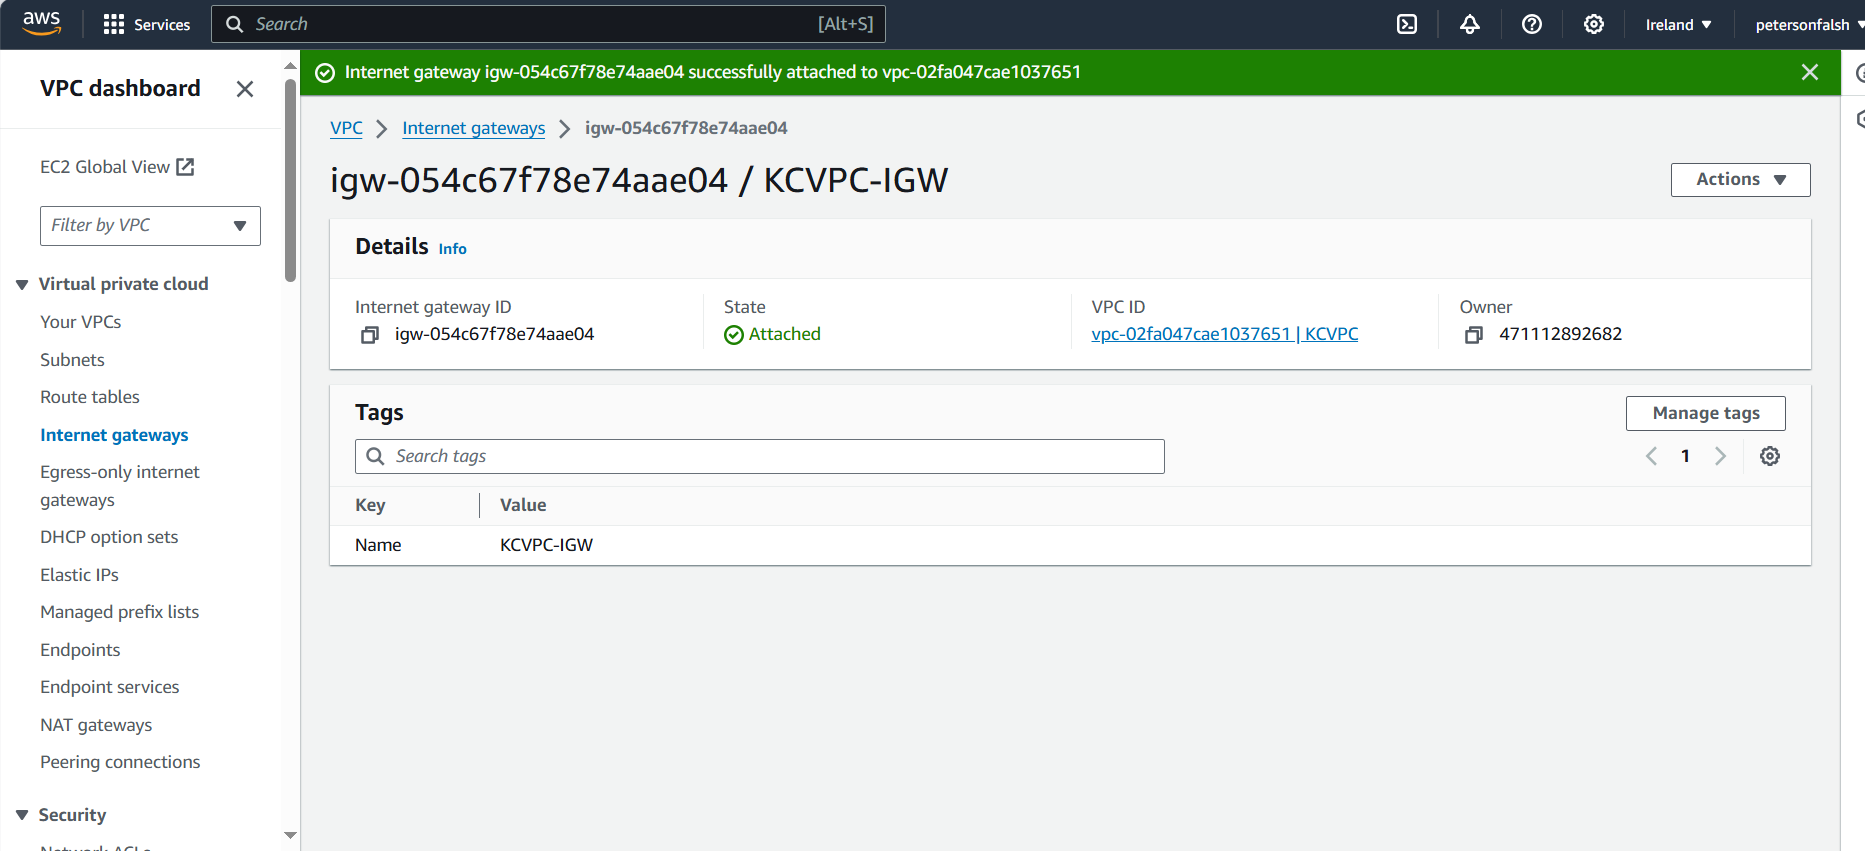 aws
Services
Search
[Alt+S]
Ireland
petersonfalsh
VPC dashboard
EC2 Global View
Filter by VPC
Virtual private cloud
Your VPCs
Subnets
Route tables
Internet gateways
Egress-only internet
gateways
DHCP option sets
Elastic IPs
Managed prefix lists
Endpoints
Endpoint services
NAT gateways
Peering connections
Security
Network ACLs
Internet gateway igw-054c67f78e74aae04 successfully attached to vpc-02fa047cae1037651
VPC > Internet gateways > igw-054c67f78e74aae04
igw-054c67f78e74aae04 / KCVPC-IGW
Actions
Details Info
Internet gateway ID
igw-054c67f78e74aae04
State
Attached
VPC ID
vpc-02fa047cae1037651 | KCVPC
Owner
471112892682
Tags
Manage tags
Search tags
1
Key
Value
Name
KCVPC-IGW